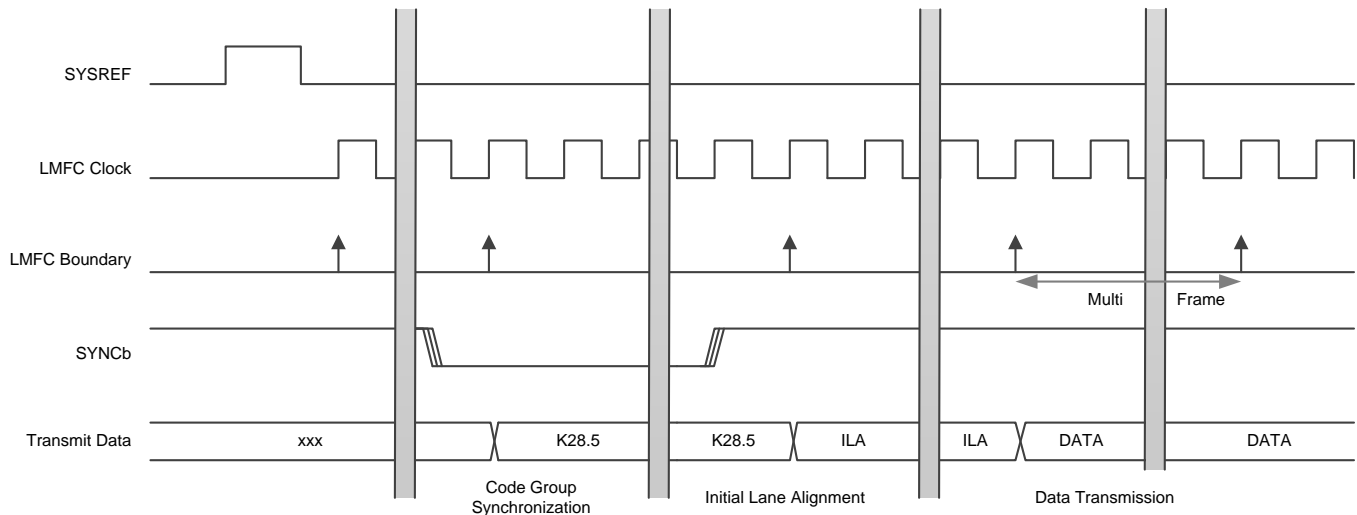 SYSREF
LMFC Clock
LMFC Boundary
Multi
Frame
SYNCb
Transmit Data
xxx
K28.5
K28.5
ILA
ILA
DATA
DATA
Code Group
Synchronization
Initial Lane Alignment
Data Transmission